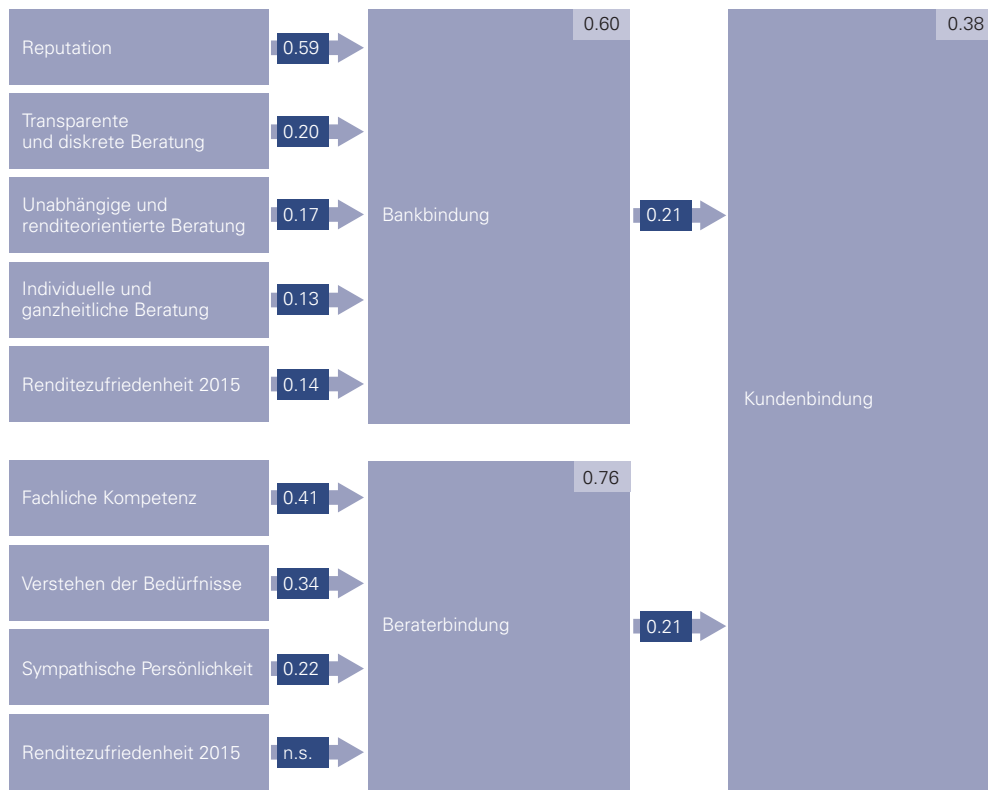 Reputation
0.59
Transparente
und diskrete Beratung
0.20
Unabhängige und
renditeorientierte Beratung
0.17
Individuelle und
ganzheitliche Beratung
0.13
Renditezufriedenheit 2015
0.14
0.60
Bankbindung
0.21
Fachliche Kompetenz
0.41
Verstehen der Bedürfnisse
0.34
Sympathische Persönlichkeit
0.22
Renditezufriedenheit 2015
n.s.
0.76
Beraterbindung
0.21
0.38
Kundenbindung